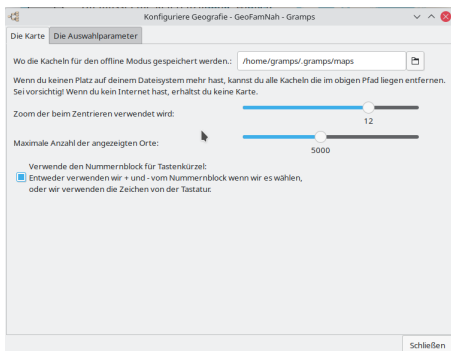 Konfiguriere Geografie - GeoFamNah - Gramps
Die Karte Die Auswahlparameter
Wo die Kacheln für den offline Modus gespeichert werden.: /home/gramps/.gramps/maps
Wenn du keinen Platz auf deinem Dateisystem mehr hast, kannst du alle Kacheln die im obigen Pfad liegen entfernen.
Sei vorsichtig! Wenn du kein Internet hast, erhältst du keine Karte.
Zoom der beim Zentrieren verwendet wird:
12
Maximale Anzahl der angezeigten Orte:
5000
Verwende den Nummernblock für Tastenkürzel:
Entweder verwenden wir + und - vom Nummernblock wenn wir es wählen,
oder wir verwenden die Zeichen von der Tastatur.
Schließen